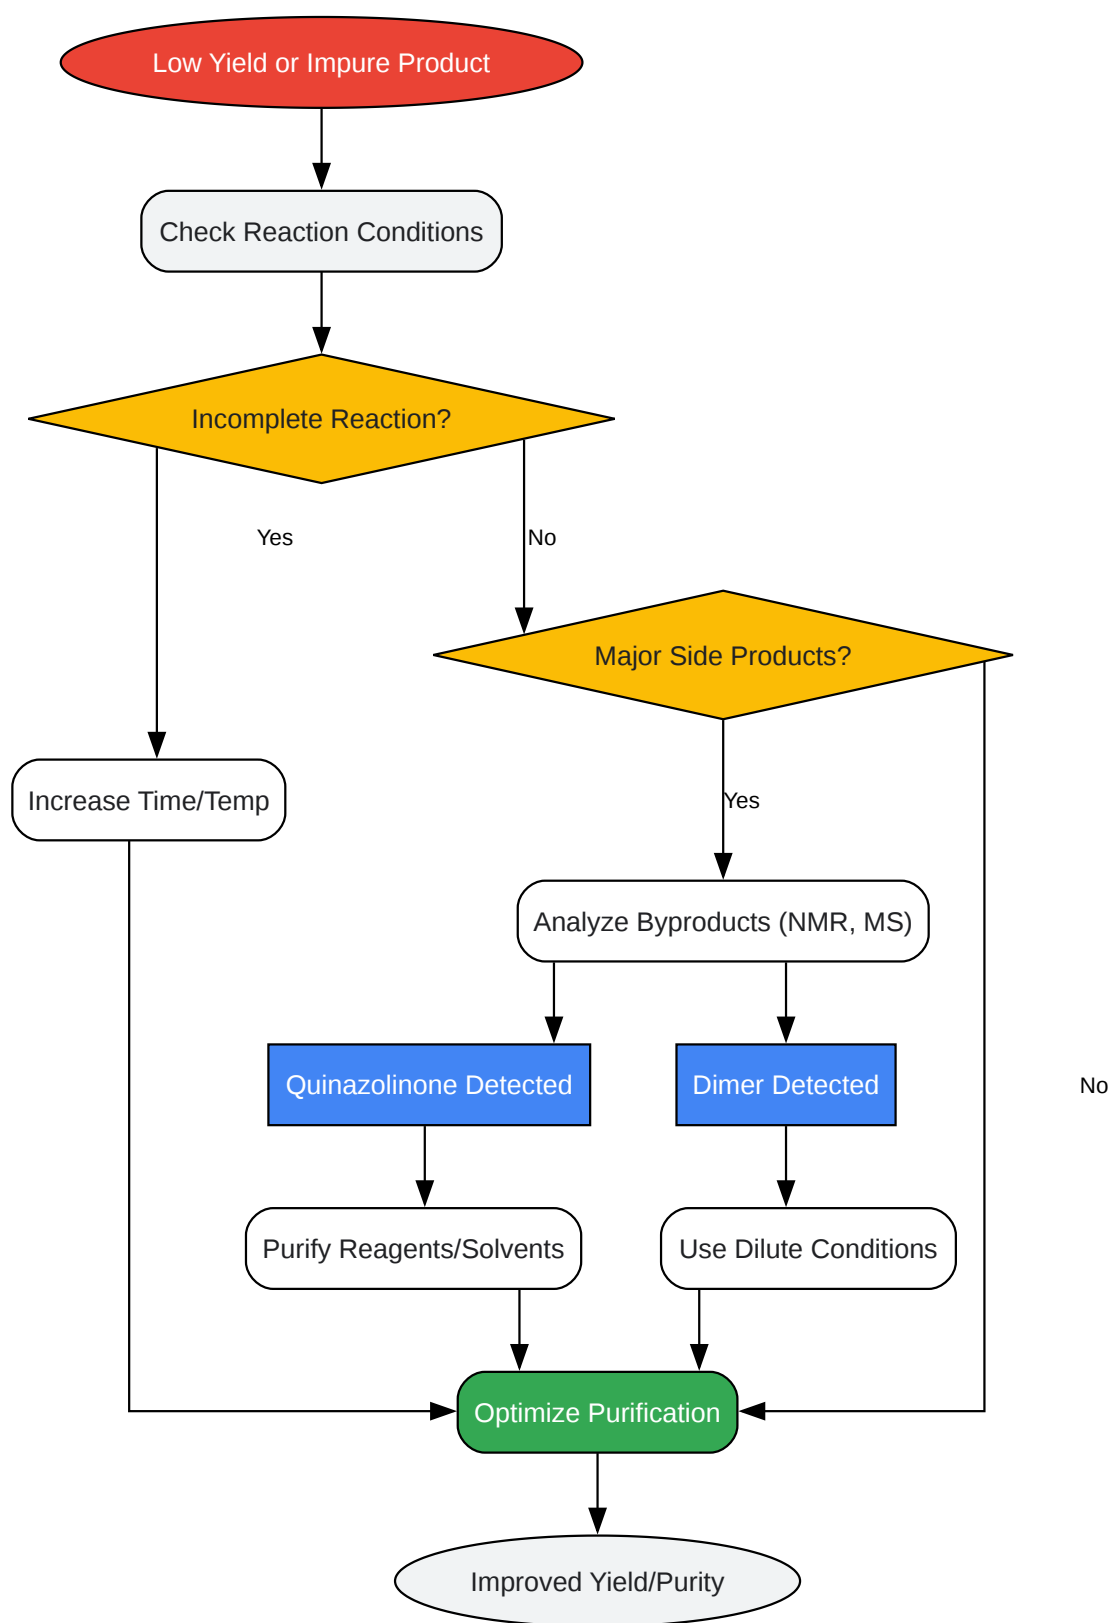 Low Yield or Impure Product
Check Reaction Conditions
Incomplete Reaction?
Yes
No
Major Side Products?
Increase Time/Temp
Yes
Analyze Byproducts (NMR, MS)
Quinazolinone Detected
Dimer Detected
No
Purify Reagents/Solvents
Use Dilute Conditions
Optimize Purification
Improved Yield/Purity